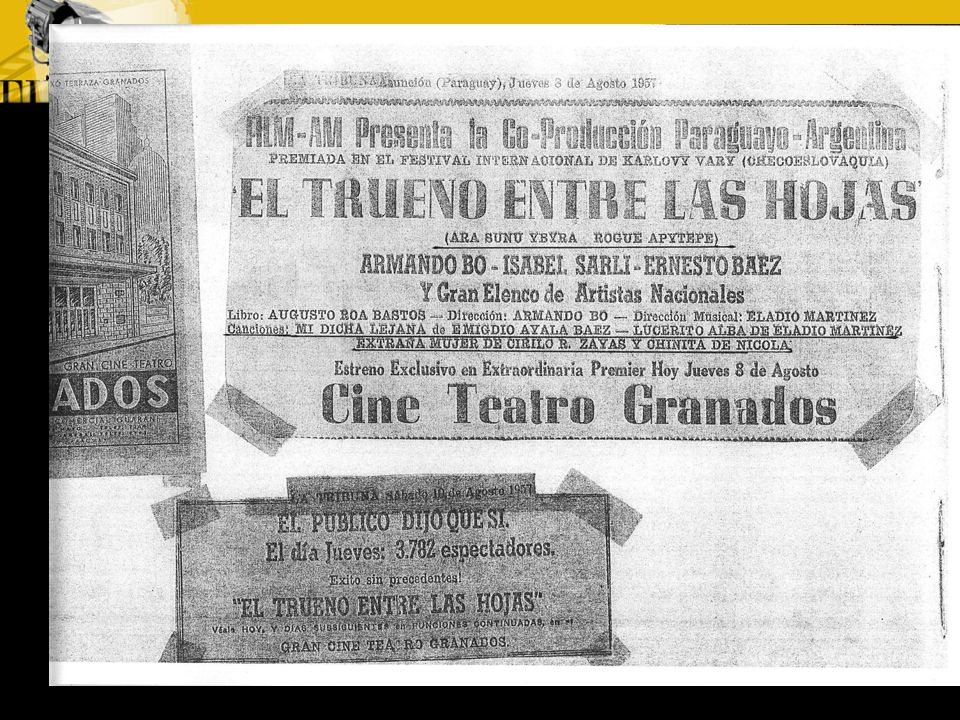 TERRAZA GRANADOS
GRAN CINE TEATRO
ADOS
LA TRIBUNA Asunción (Paraguay), Jueves 8 de Agosto 1957
FILM-AM Presenta la Co-Producción Paraguayo-Argentina
PREMIADA EN EL FESTIVAL INTERNACIONAL DE KARLOVY VARY (CHECOESLOVAQUIA)
"EL TRUENO ENTRE LAS HOJAS"
(ARA SUNU YBYRA ROGUE APYTEPE)
ARMANDO BO - ISABEL SARLI - ERNESTO BAEZ
Y Gran Elenco de Artistas Nacionales
Libro: AUGUSTO ROA BASTOS — Dirección: ARMANDO BO — Dirección Musical: ELADIO MARTINEZ
Canciones: MI DICHA LEJANA de EMIGDIO AYALA BAEZ — LUCERITO ALBA DE ELADIO MARTINEZ
EXTRAÑA MUJER DE CIRILO R. ZAYAS Y CHINITA DE NICOLA
Estreno Exclusivo en Extraordinaria Premier Hoy Jueves 8 de Agosto
Cine Teatro Granados
LA TRIBUNA Sábado 10 de Agosto 1957
EL PUBLICO DIJO QUE SI.
El día Jueves: 3.782 espectadores.
Exito sin precedentes!
"EL TRUENO ENTRE LAS HOJAS"
Véale HOY, Y DIAS SUBSIGUIENTES en FUNCIONES CONTINUADAS, en el
GRAN CINE TEATRO GRANADOS.